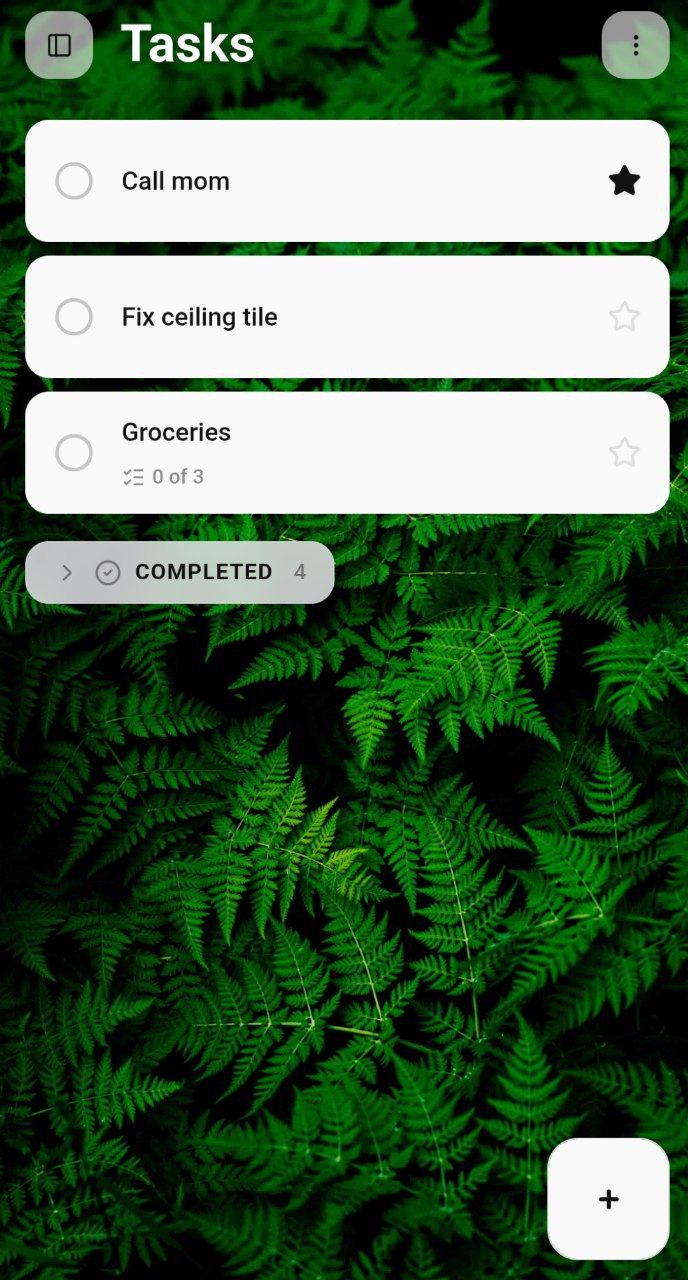 Tasks
Call mom
Fix ceiling tile
Groceries
0 of 3
COMPLETED 4